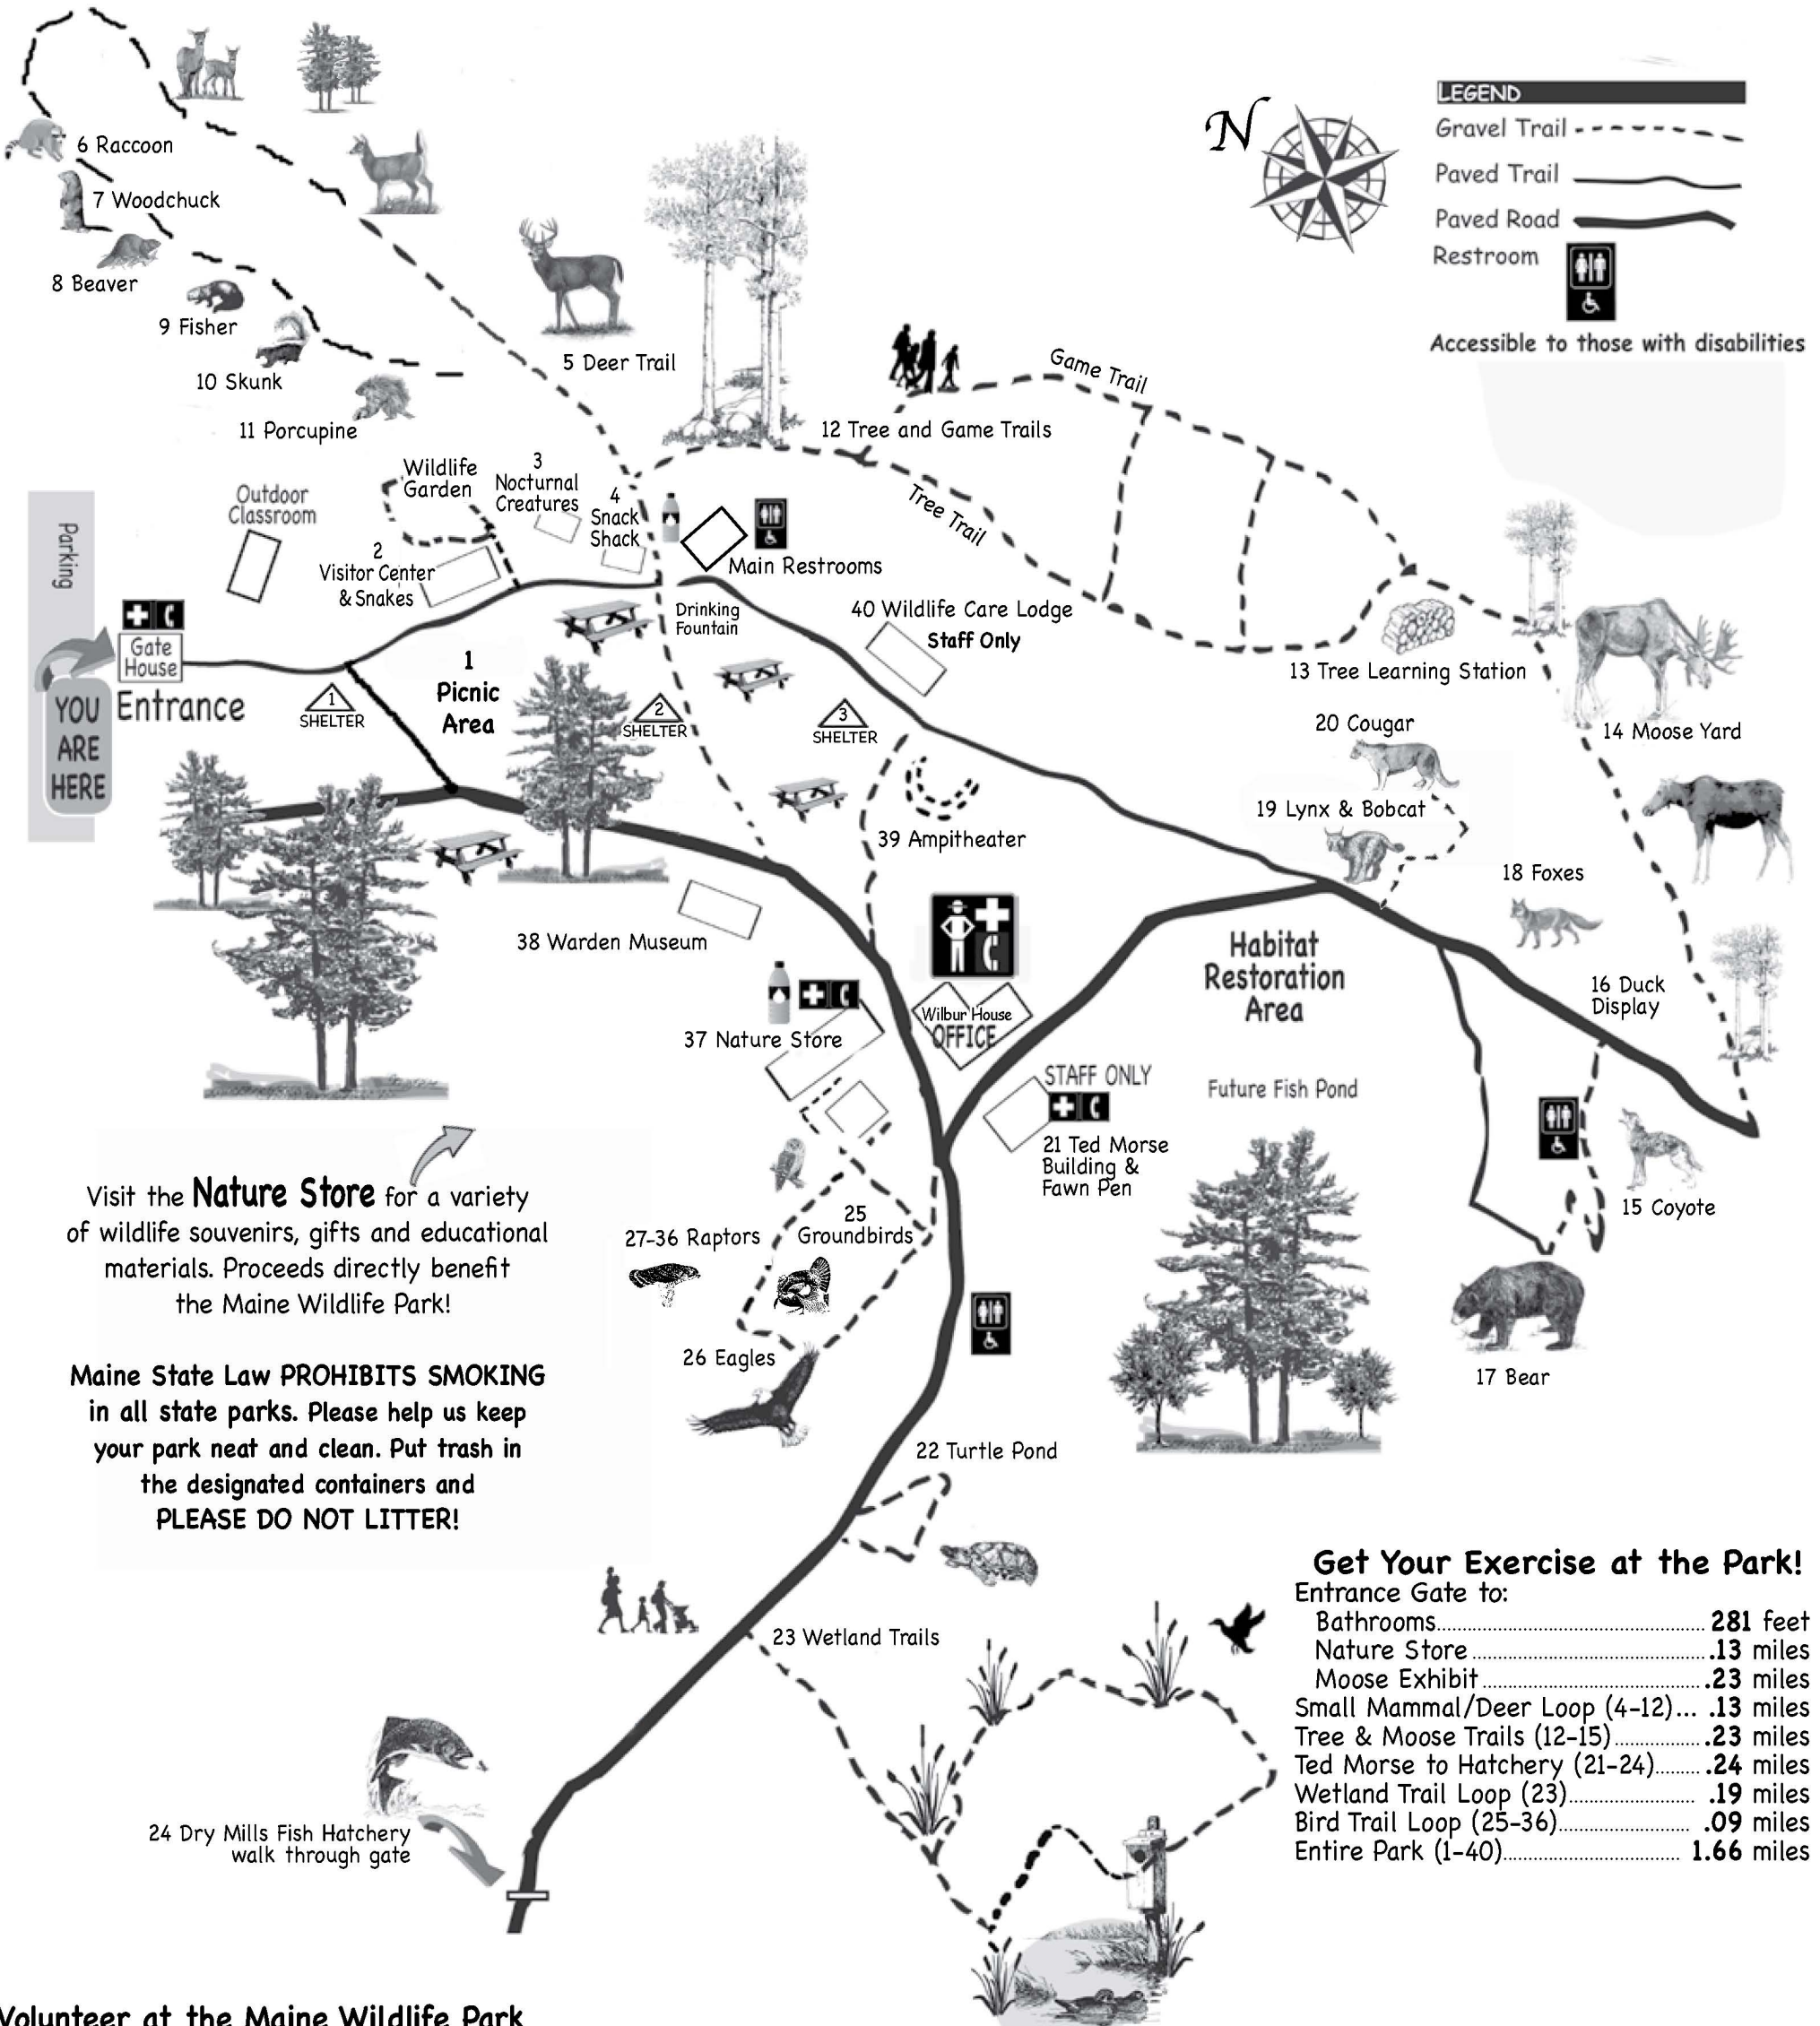 N
LEGEND
Gravel Trail
Paved Trail
Paved Road
Restroom
Accessible to those with disabilities
6 Raccoon
7 Woodchuck
8 Beaver
9 Fisher
10 Skunk
11 Porcupine
5 Deer Trail
Game Trail
12 Tree and Game Trails
Tree Trail
Wildlife
Garden
3
Nocturnal
Creatures
4
Snack
Shack
Outdoor
Classroom
2
Visitor Center
& Snakes
Main Restrooms
Drinking
Fountain
Parking
Gate
House
Entrance
YOU
ARE
HERE
1
SHELTER
1
Picnic
Area
2
SHELTER
3
SHELTER
40 Wildlife Care Lodge
Staff Only
13 Tree Learning Station
14 Moose Yard
20 Cougar
19 Lynx & Bobcat
18 Foxes
39 Ampitheater
38 Warden Museum
37 Nature Store
Wilbur House
OFFICE
Habitat
Restoration
Area
16 Duck
Display
STAFF ONLY
21 Ted Morse
Building &
Fawn Pen
Future Fish Pond
15 Coyote
17 Bear
25
Groundbirds
27-36 Raptors
26 Eagles
22 Turtle Pond
23 Wetland Trails
24 Dry Mills Fish Hatchery
walk through gate
Visit the Nature Store for a variety
of wildlife souvenirs, gifts and educational
materials. Proceeds directly benefit
the Maine Wildlife Park!
Maine State Law PROHIBITS SMOKING
in all state parks. Please help us keep
your park neat and clean. Put trash in
the designated containers and
PLEASE DO NOT LITTER!
Get Your Exercise at the Park!
Entrance Gate to:
Bathrooms........................................ 281 feet
Nature Store ................................... .13 miles
Moose Exhibit ................................. .23 miles
Small Mammal/Deer Loop (4-12)... .13 miles
Tree & Moose Trails (12-15)................ .23 miles
Ted Morse to Hatchery (21-24)........ .24 miles
Wetland Trail Loop (23)...................... .19 miles
Bird Trail Loop (25-36)...................... .09 miles
Entire Park (1-40)............................. 1.66 miles
Volunteer at the Maine Wildlife Park